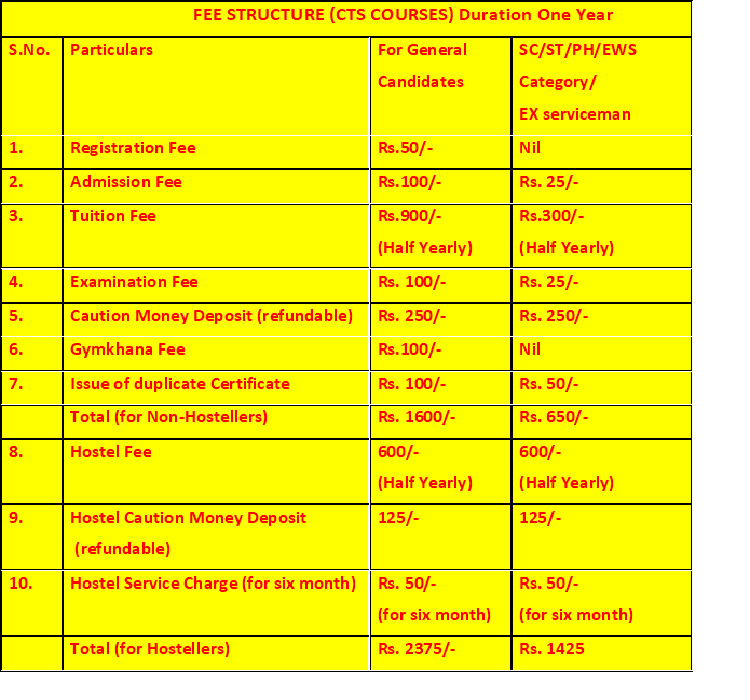 FEE STRUCTURE (CTS COURSES) Duration One Year
S.No. Particulars For General Candidates SC/ST/PH/EWS Category/ EX serviceman
1. Registration Fee Rs.50/- Nil
2. Admission Fee Rs.100/- Rs. 25/-
3. Tuition Fee Rs.900/- (Half Yearly) Rs.300/- (Half Yearly)
4. Examination Fee Rs. 100/- Rs. 25/-
5. Caution Money Deposit (refundable) Rs. 250/- Rs. 250/-
6. Gymkhana Fee Rs.100/- Nil
7. Issue of duplicate Certificate Rs. 100/- Rs. 50/-
Total (for Non-Hostellers) Rs. 1600/- Rs. 650/-
8. Hostel Fee 600/- (Half Yearly) 600/- (Half Yearly)
9. Hostel Caution Money Deposit (refundable) 125/- 125/-
10. Hostel Service Charge (for six month) Rs. 50/- (for six month) Rs. 50/- (for six month)
Total (for Hostellers) Rs. 2375/- Rs. 1425